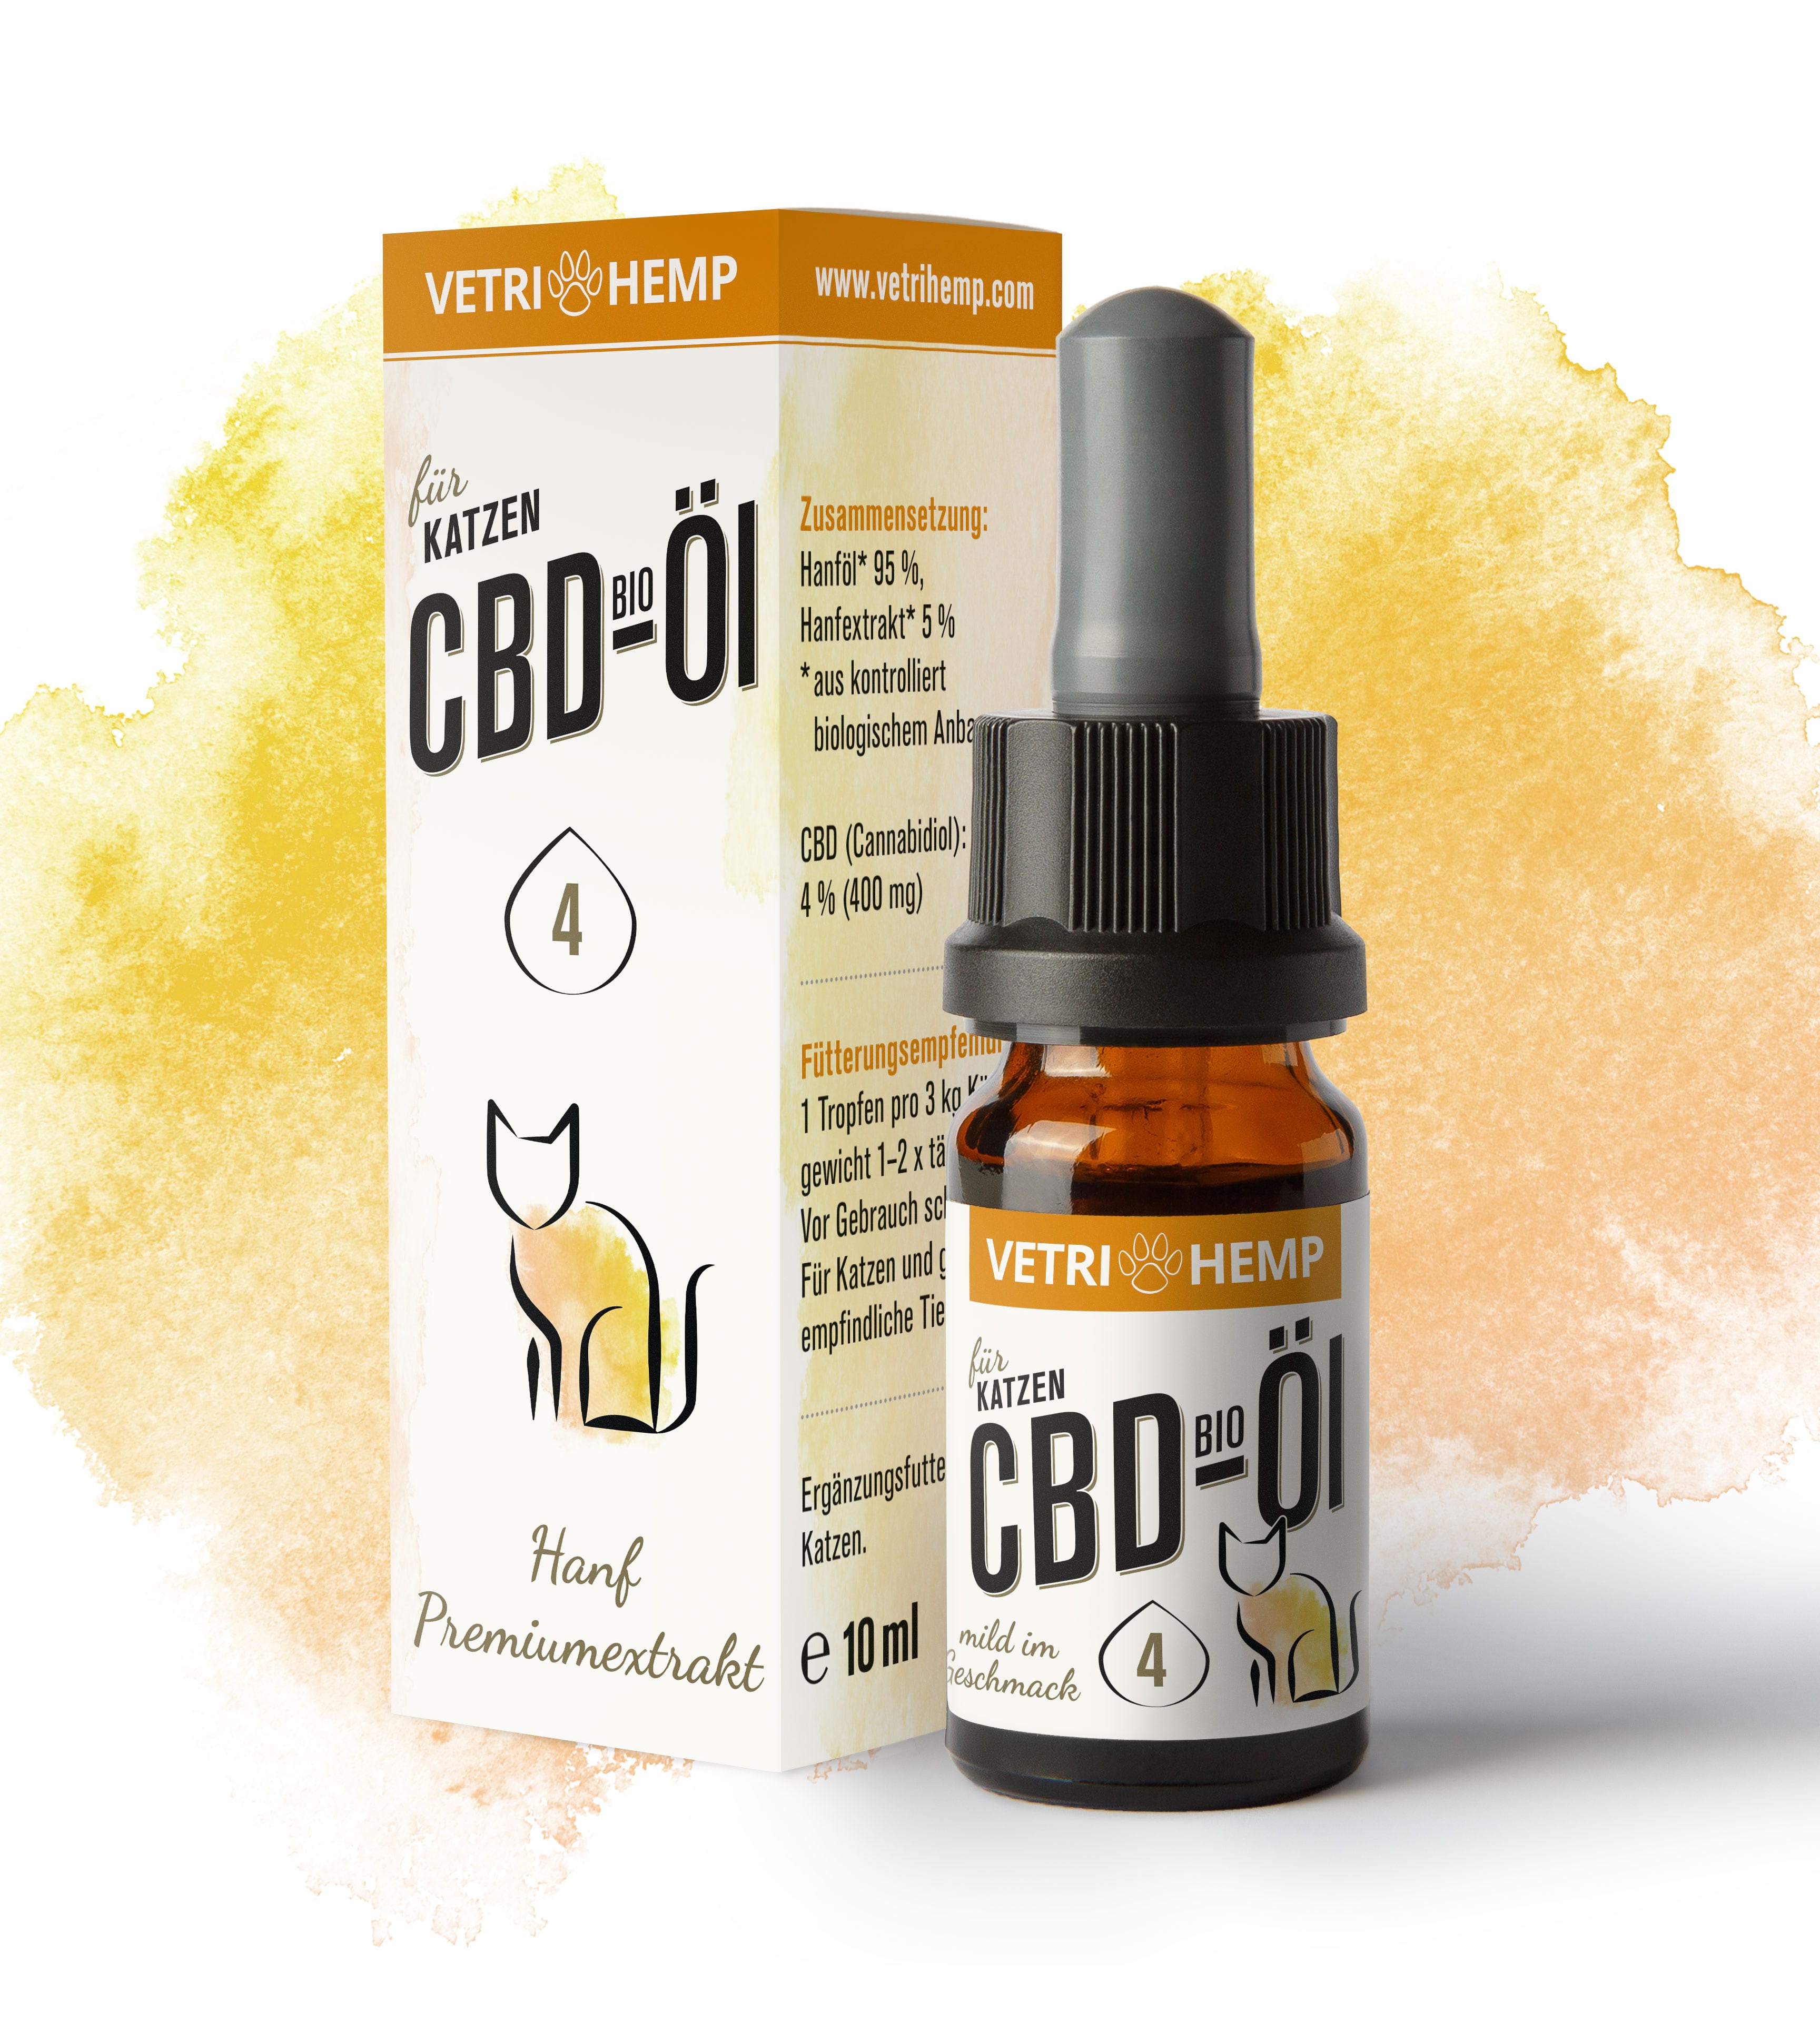 VETRI HEMP
für
KATZEN
CBD BIO Öl
4
Hanf
Premiumextrakt
www.vetrihemp.com
Zusammensetzung:
Hanföl* 95 %,
Hanfextrakt* 5 %
* aus kontrolliert
biologischem
CBD (Cannabidiol):
4 % (400 mg)
1 Tropfen pro 3 kg
gewicht 1–2 x
Vor Gebrauch
Für Katzen und
empfindliche
Katzen.
℮ 10 ml
VETRI HEMP
für
KATZEN
CBD BIO Öl
mild im
Geschmack
4